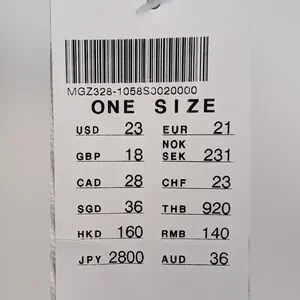 MGZ328-1058S0020000
ONE SIZE
USD 23 EUR 21
NOK
GBP 18 SEK 231
CAD 28 CHF 23
SGD 36 THB 920
HKD 160 RMB 140
JPY 2800 AUD 36